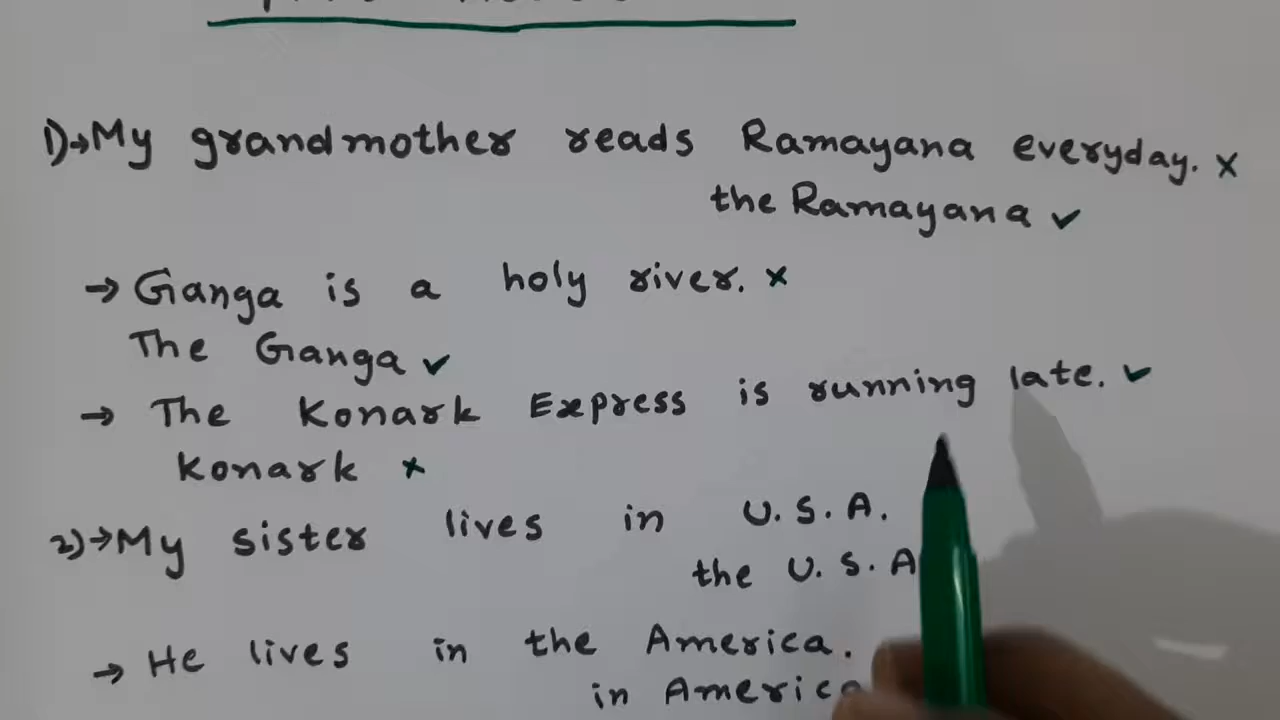 1)→My grandmother reads Ramayana everyday. ×
the Ramayana ✓
→ Ganga is a holy river. ×
The Ganga ✓
→ The Konark Express is running late. ✓
Konark ×
2)→My sister lives in U.S.A.
the U.S.A
→ He lives in the America.
in America